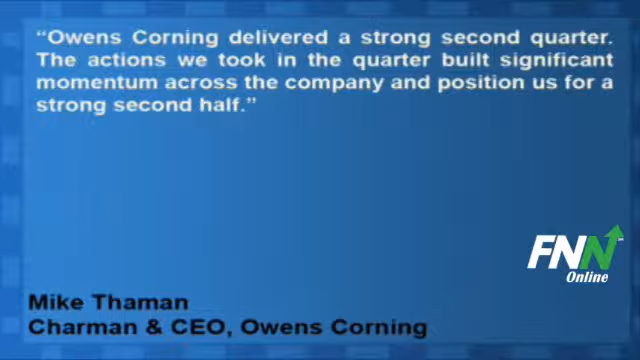 “Owens Corning delivered a strong second quarter.
The actions we took in the quarter built significant
momentum across the company and position us for a
strong second half.”
FNN
Online
Mike Thaman
Charman & CEO, Owens Corning